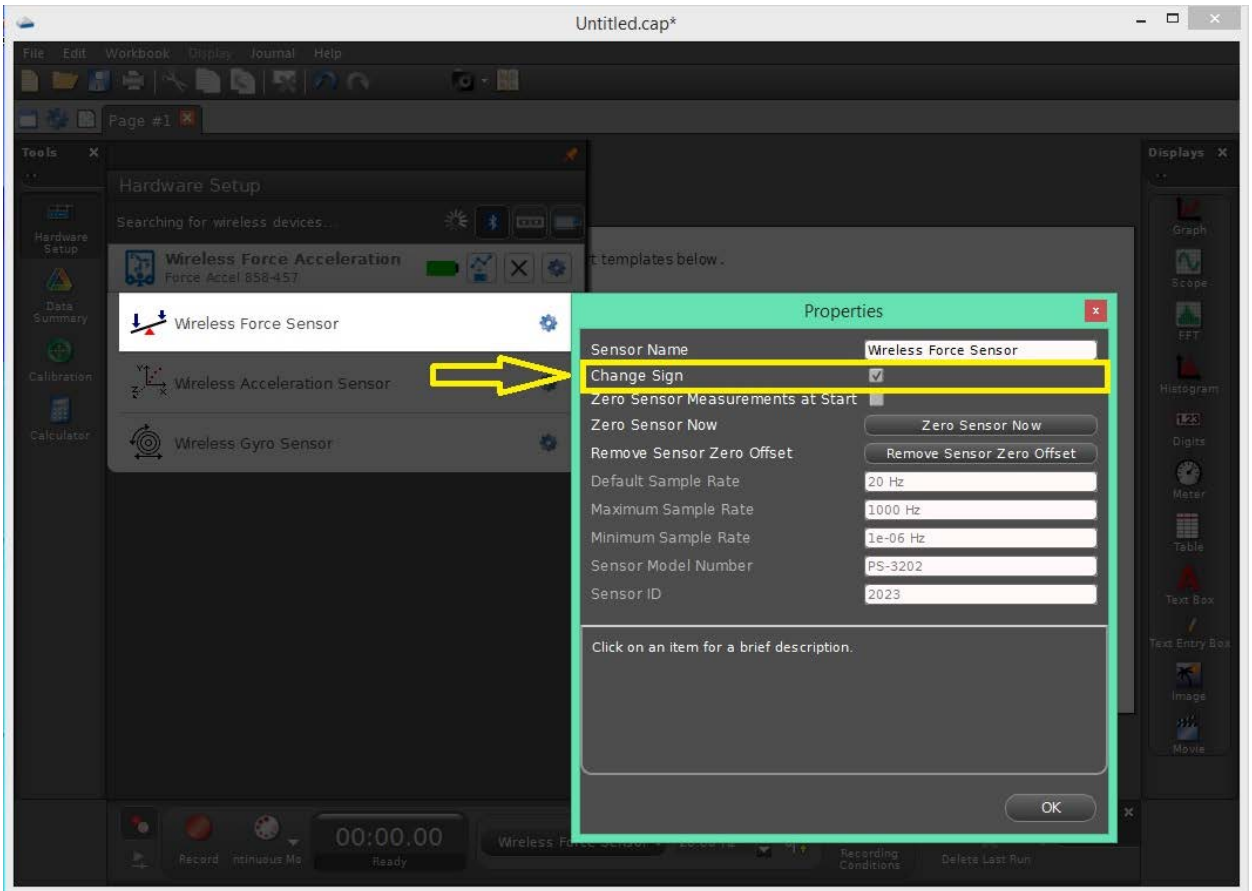 Untitled.cap*
File Edit Workbook Display Journal Help
Page #1
Tools
Displays
Hardware Setup
Searching for wireless devices...
Hardware Setup
Wireless Force Acceleration
Force Accel 858-457
t templates below.
Graph
Scope
Data Summary
Wireless Force Sensor
Properties
Sensor Name Wireless Force Sensor
Change Sign
Zero Sensor Measurements at Start
Zero Sensor Now Zero Sensor Now
Remove Sensor Zero Offset Remove Sensor Zero Offset
Default Sample Rate 20 Hz
Maximum Sample Rate 1000 Hz
Minimum Sample Rate 1e-06 Hz
Sensor Model Number PS-3202
Sensor ID 2023
Click on an item for a brief description.
OK
Calibration
Wireless Acceleration Sensor
Calculator
Wireless Gyro Sensor
FFT
Histogram
1.23
Digits
Meter
Table
Text Box
Text Entry Box
Image
Movie
Record
ntinuous Mo
00:00.00
Ready
Wireless
Recording Conditions
Delete Last Run